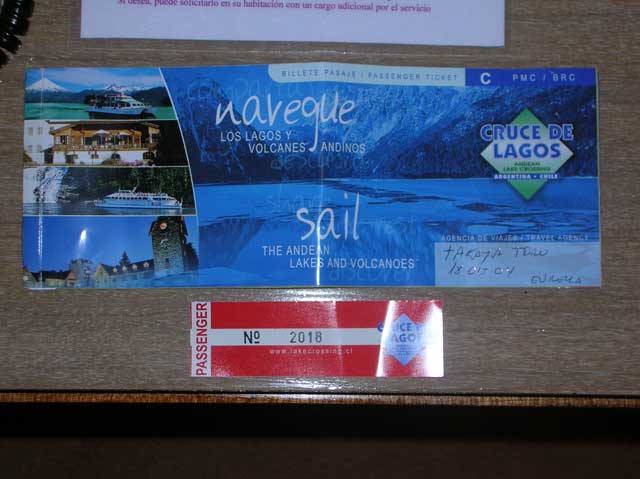 Si desea, puede solicitarlo en su habitación con un cargo adicional por el servicio
BILLETE PASAJE / PASSENGER TICKET
C PMC / BRC
navegue
LOS LAGOS Y
VOLCANES ANDINOS
CRUCE DE
LAGOS
ANDEAN
LAKE CROSSING
ARGENTINA - CHILE
sail
THE ANDEAN
LAKES AND VOLCANOES
AGENCIA DE VIAJES / TRAVEL AGENCY
PASSENGER
Nº 2018
www.lakecrossing.cl
CRUCE DE
LAGOS